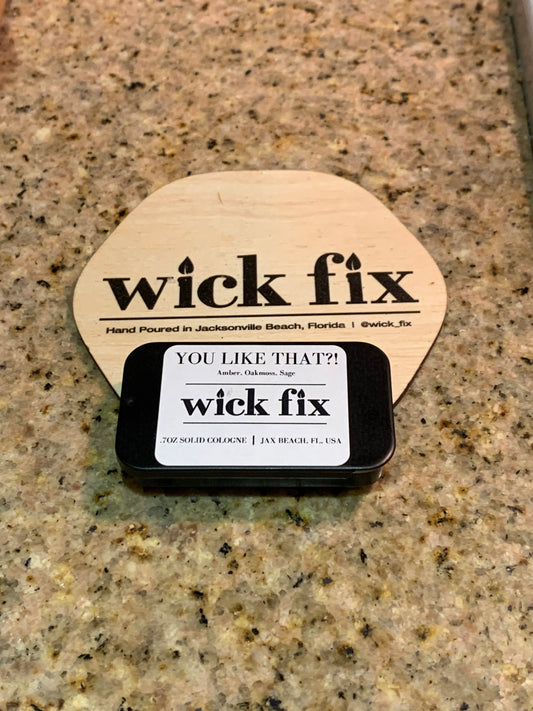 wick fix
Hand Poured in Jacksonville Beach, Florida | @wick_fix
YOU LIKE THAT?!
Amber, Oakmoss, Sage
wick fix
.7OZ SOLID COLOGNE | JAX BEACH, FL, USA